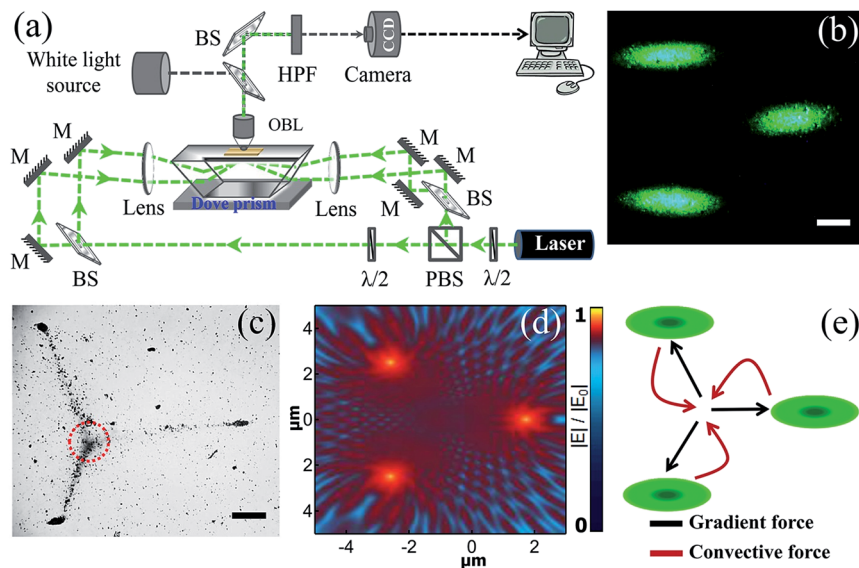 (a)
BS
CCD
HPF
Camera
White light
source
OBL
M
M
M
M
Lens
Dove prism
Lens
M
BS
M
BS
λ/2
PBS
λ/2
Laser
(b)
(c)
(d)
4
2
0
-2
-4
µm
-4
-2
0
2
µm
1
0
|E| / |E₀|
(e)
Gradient force
Convective force